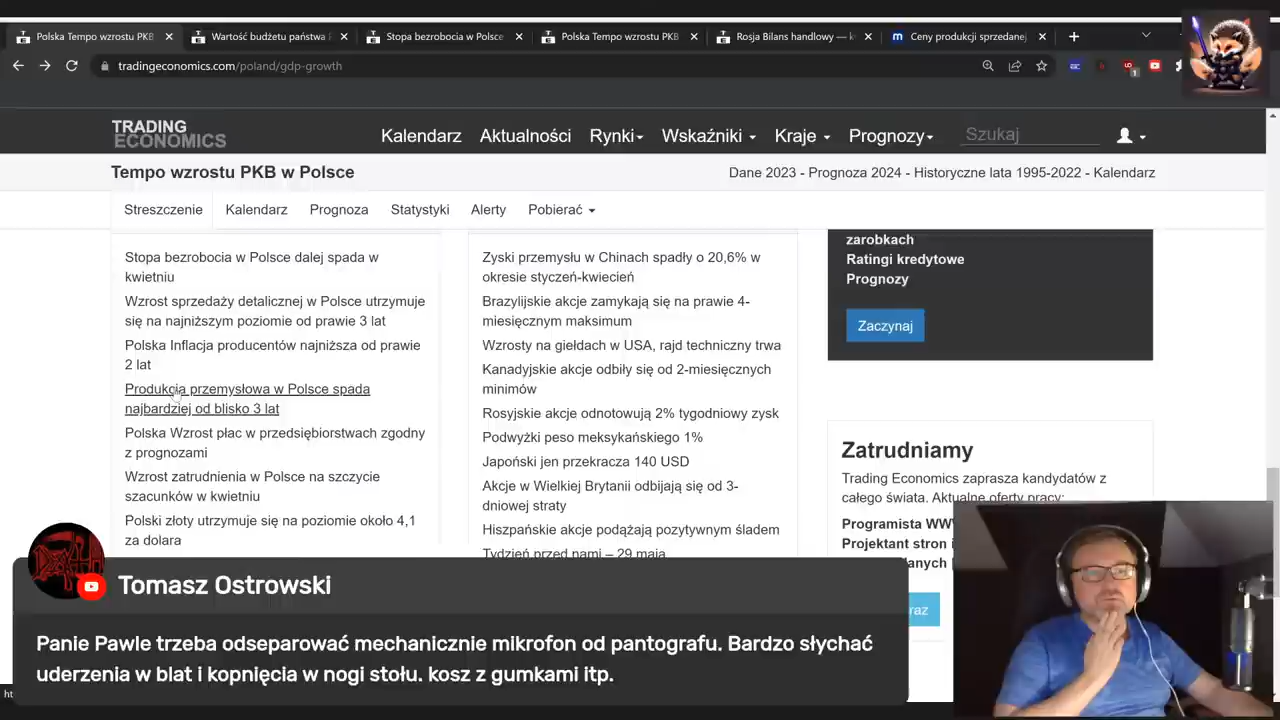 Polska Tempo wzrostu PKB
Wartość budżetu państwa
Stopa bezrobocia w Polsce
Polska Tempo wzrostu PKB
Rosja Bilans handlowy —
Ceny produkcji sprzedanej
tradingeconomics.com/poland/gdp-growth
TRADING
ECONOMICS
Kalendarz Aktualności Rynki Wskaźniki Kraje Prognozy Szukaj
Tempo wzrostu PKB w Polsce
Dane 2023 - Prognoza 2024 - Historyczne lata 1995-2022 - Kalendarz
Streszczenie Kalendarz Prognoza Statystyki Alerty Pobierać
Stopa bezrobocia w Polsce dalej spada w
kwietniu
Wzrost sprzedaży detalicznej w Polsce utrzymuje
się na najniższym poziomie od prawie 3 lat
Polska Inflacja producentów najniższa od prawie
2 lat
Produkcja przemysłowa w Polsce spada
najbardziej od blisko 3 lat
Polska Wzrost płac w przedsiębiorstwach zgodny
z prognozami
Wzrost zatrudnienia w Polsce na szczycie
szacunków w kwietniu
Polski złoty utrzymuje się na poziomie około 4,1
za dolara
Zyski przemysłu w Chinach spadły o 20,6% w
okresie styczeń-kwiecień
Brazylijskie akcje zamykają się na prawie 4-
miesięcznym maksimum
Wzrosty na giełdach w USA, rajd techniczny trwa
Kanadyjskie akcje odbiły się od 2-miesięcznych
minimów
Rosyjskie akcje odnotowują 2% tygodniowy zysk
Podwyżki peso meksykańskiego 1%
Japoński jen przekracza 140 USD
Akcje w Wielkiej Brytanii odbijają się od 3-
dniowej straty
Hiszpańskie akcje podążają pozytywnym śladem
Tydzień przed nami – 29 maja
zarobkach
Ratingi kredytowe
Prognozy
Zaczynaj
Zatrudniamy
Trading Economics zaprasza kandydatów z
całego świata. Aktualne oferty pracy:
Programista WWW
Projektant stron i
danych
raz
Tomasz Ostrowski
Panie Pawle trzeba odseparować mechanicznie mikrofon od pantografu. Bardzo słychać
uderzenia w blat i kopnięcia w nogi stołu. kosz z gumkami itp.